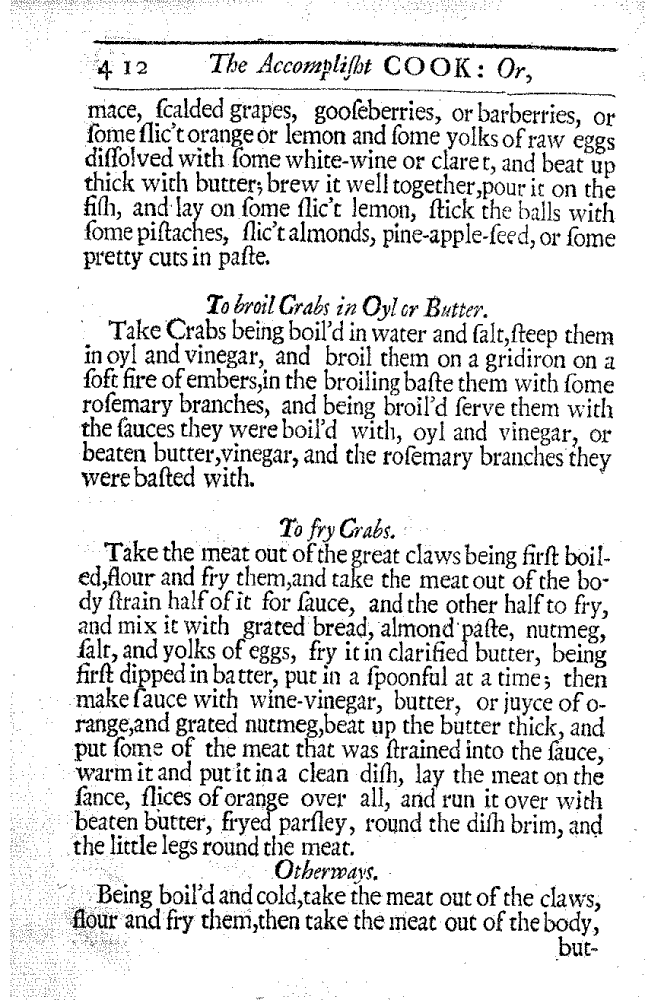 4 12 The Accompliſht COOK: Or,
mace, ſcalded grapes, gooſeberries, or barberries, or
ſome ſlic't orange or lemon and ſome yolks of raw eggs
diſſolved with ſome white-wine or claret, and beat up
thick with butter; brew it well together,pour it on the
fiſh, and lay on ſome ſlic't lemon, ſtick the balls with
ſome piſtaches, ſlic't almonds, pine-apple-ſeed, or ſome
pretty cuts in paſte.
To broil Crabs in Oyl or Butter.
Take Crabs being boil'd in water and ſalt,ſteep them
in oyl and vinegar, and broil them on a gridiron on a
ſoft fire of embers,in the broiling baſte them with ſome
roſemary branches, and being broil'd ſerve them with
the ſauces they were boil'd with, oyl and vinegar, or
beaten butter,vinegar, and the roſemary branches they
were baſted with.
To fry Crabs.
Take the meat out of the great claws being firſt boil-
ed,flour and fry them,and take the meat out of the bo-
dy ſtrain half of it for ſauce, and the other half to fry,
and mix it with grated bread, almond paſte, nutmeg,
ſalt, and yolks of eggs, fry it in clarified butter, being
firſt dipped in batter, put in a ſpoonful at a time; then
make ſauce with wine-vinegar, butter, or juyce of o-
range,and grated nutmeg,beat up the butter thick, and
put ſome of the meat that was ſtrained into the ſauce,
warm it and put it in a clean diſh, lay the meat on the
ſance, ſlices of orange over all, and run it over with
beaten butter, fryed parſley, round the diſh brim, and
the little legs round the meat.
Otherways.
Being boil'd and cold,take the meat out of the claws,
flour and fry them,then take the meat out of the body,
but-